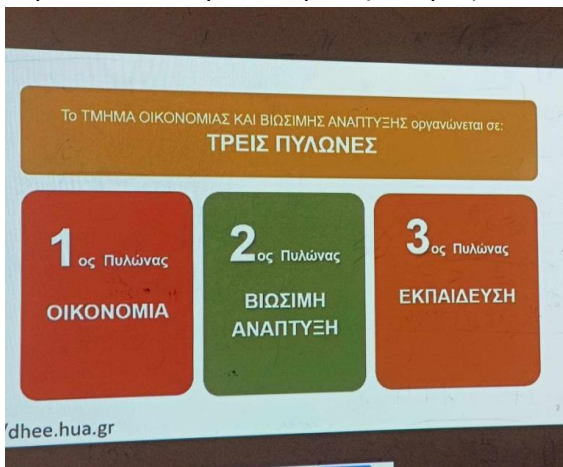 Το ΤΜΗΜΑ ΟΙΚΟΝΟΜΙΑΣ ΚΑΙ ΒΙΩΣΙΜΗΣ ΑΝΑΠΤΥΞΗΣ οργανώνεται σε:
ΤΡΕΙΣ ΠΥΛΩΝΕΣ
1ος Πυλώνας
ΟΙΚΟΝΟΜΙΑ
2ος Πυλώνας
ΒΙΩΣΙΜΗ
ΑΝΑΠΤΥΞΗ
3ος Πυλώνας
ΕΚΠΑΙΔΕΥΣΗ
2
/dhee.hua.gr